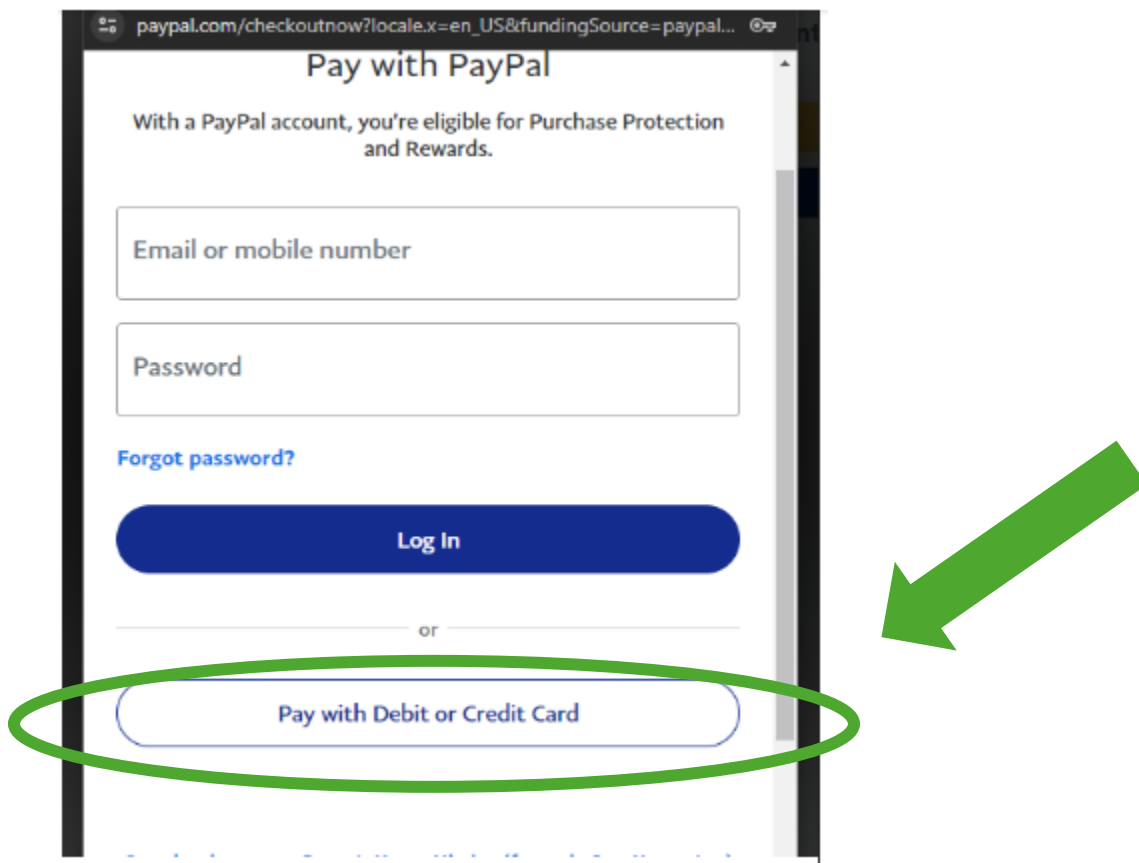 paypal.com/checkoutnow?locale.x=en_US&fundingSource=paypal...
Pay with PayPal
With a PayPal account, you're eligible for Purchase Protection
and Rewards.
Email or mobile number
Password
Forgot password?
Log In
or
Pay with Debit or Credit Card